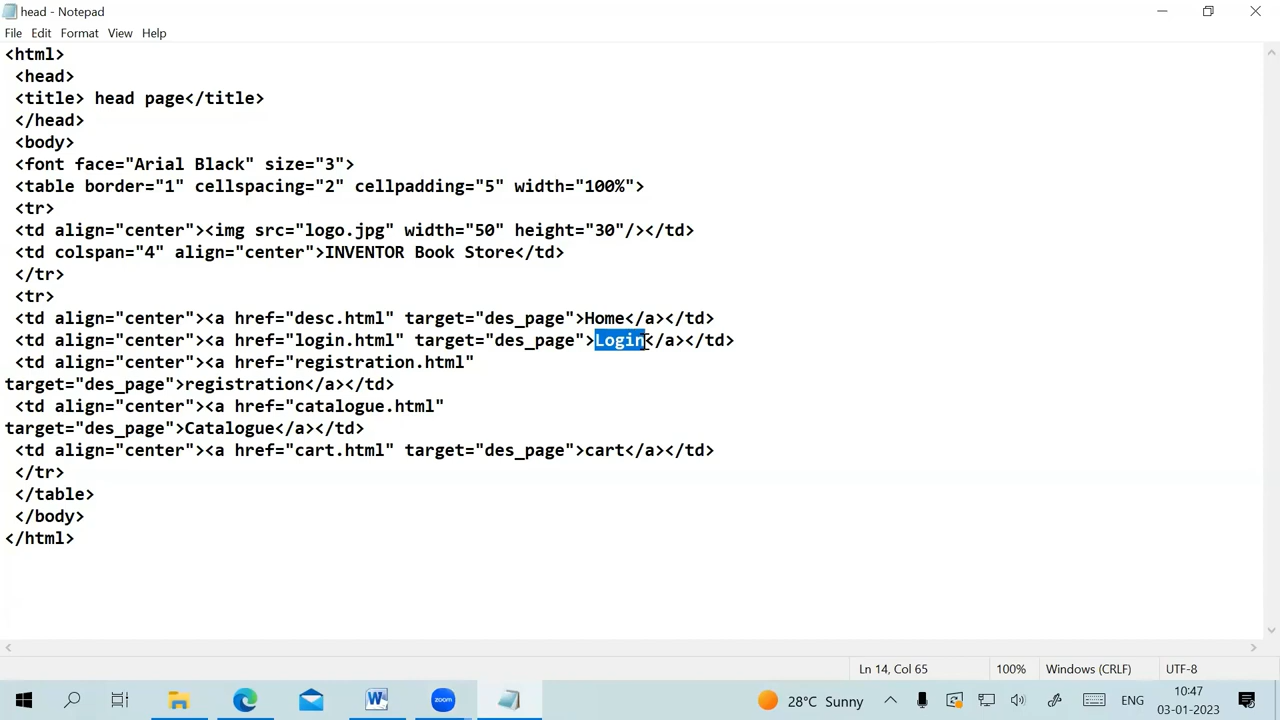 head - Notepad
File Edit Format View Help
<html>
<head>
<title> head page</title>
</head>
<body>
<font face="Arial Black" size="3">
<table border="1" cellspacing="2" cellpadding="5" width="100%">
<tr>
<td align="center"><img src="logo.jpg" width="50" height="30"/></td>
<td colspan="4" align="center">INVENTOR Book Store</td>
</tr>
<tr>
<td align="center"><a href="desc.html" target="des_page">Home</a></td>
<td align="center"><a href="login.html" target="des_page">Login</a></td>
<td align="center"><a href="registration.html"
target="des_page">registration</a></td>
<td align="center"><a href="catalogue.html"
target="des_page">Catalogue</a></td>
<td align="center"><a href="cart.html" target="des_page">cart</a></td>
</tr>
</table>
</body>
</html>
Ln 14, Col 65 100% Windows (CRLF) UTF-8
W zoom 28°C Sunny ENG 10:47
03-01-2023